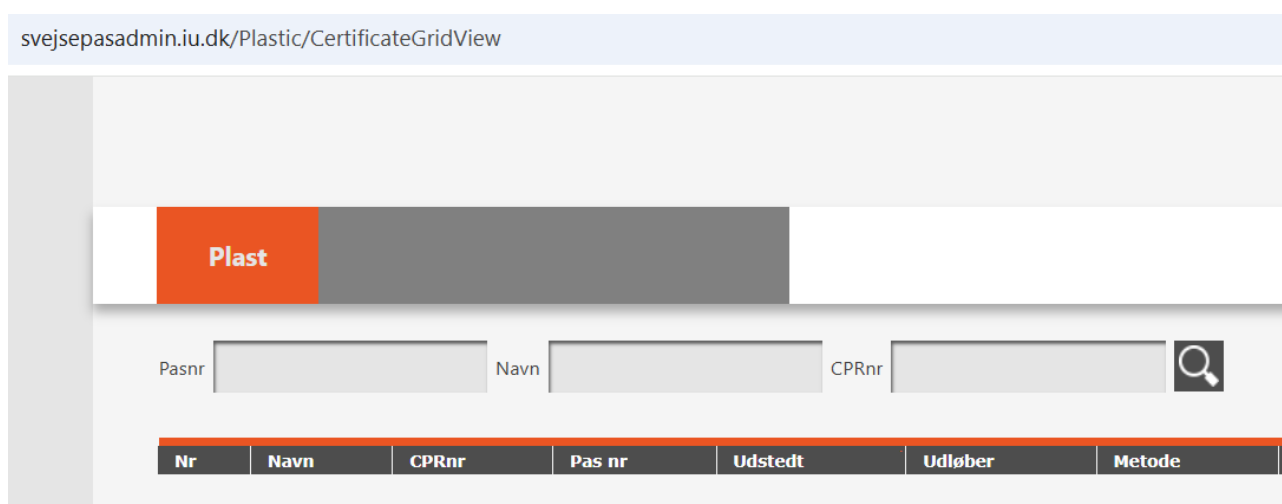 svejsepasadmin.iu.dk/Plastic/CertificateGridView
Plast
Pasnr Navn CPRnr
Nr Navn CPRnr Pas nr Udstedt Udløber Metode